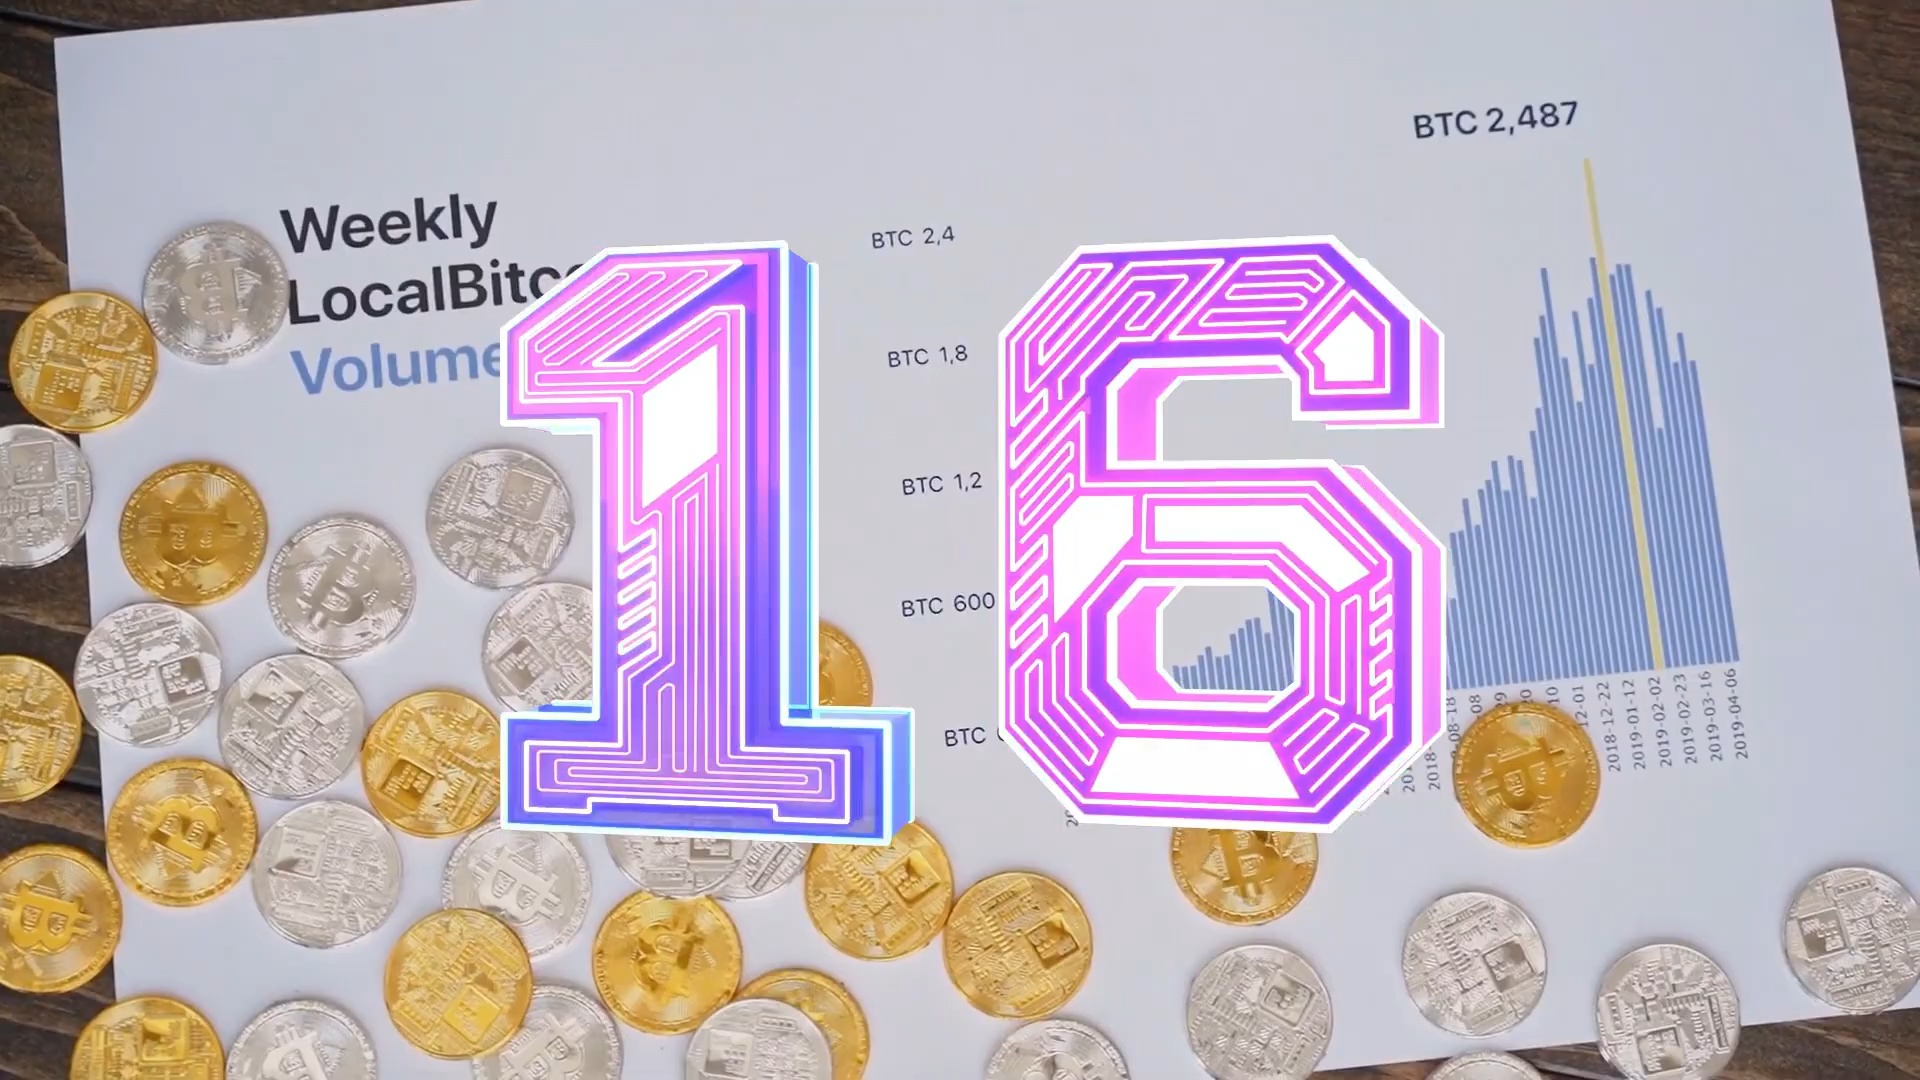 Weekly
LocalBitc
Volume
16
BTC 2,487
BTC 2,4
BTC 1,8
BTC 1,2
BTC 600
BTC
2018-12-22
2019-01-12
2019-02-02
2019-02-23
2019-03-16
2019-04-06